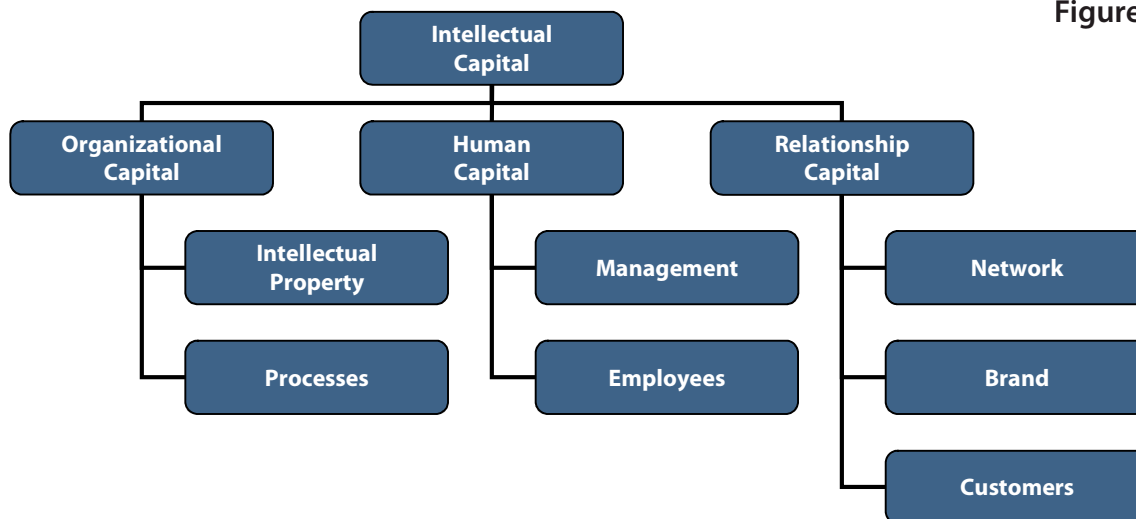 Figure
Intellectual
Capital
Organizational
Capital
Human
Capital
Relationship
Capital
Intellectual
Property
Management
Network
Processes
Employees
Brand
Customers